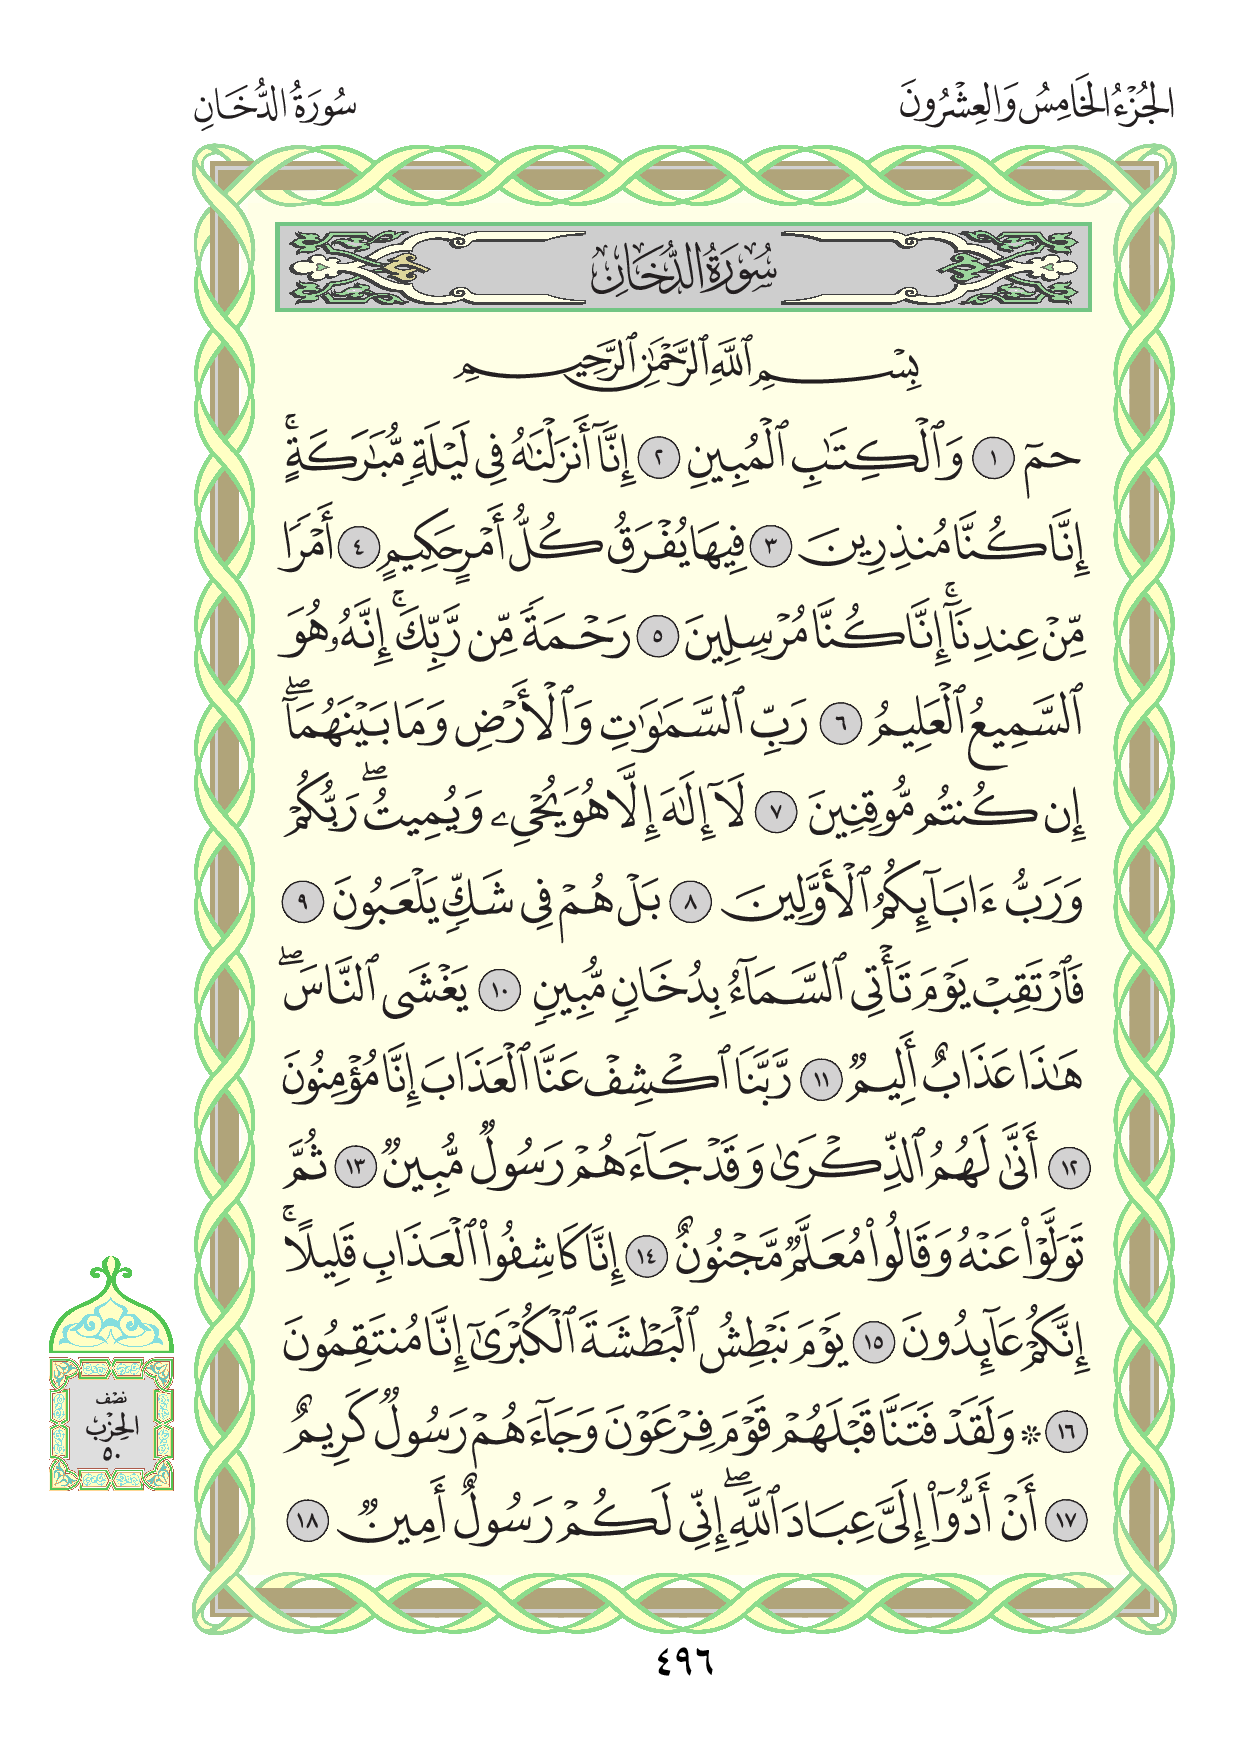 الجُزْءُ الخَامِسُ وَالعِشْرُونَ
سُورَةُ الدُّخَانِ
سُورَةُ الدُّخَانِ
بِسْمِ ٱللَّهِ ٱلرَّحْمَٰنِ ٱلرَّحِيمِ
حمٓ ١ وَٱلْكِتَٰبِ ٱلْمُبِينِ ٢ إِنَّآ أَنزَلْنَٰهُ فِى لَيْلَةٍ مُّبَٰرَكَةٍ ۚ
إِنَّا كُنَّا مُنذِرِينَ ٣ فِيهَا يُفْرَقُ كُلُّ أَمْرٍ حَكِيمٍ ٤ أَمْرًا
مِّنْ عِندِنَآ ۚ إِنَّا كُنَّا مُرْسِلِينَ ٥ رَحْمَةً مِّن رَّبِّكَ ۚ إِنَّهُۥ هُوَ
ٱلسَّمِيعُ ٱلْعَلِيمُ ٦ رَبِّ ٱلسَّمَٰوَٰتِ وَٱلْأَرْضِ وَمَا بَيْنَهُمَآ ۖ
إِن كُنتُم مُّوقِنِينَ ٧ لَآ إِلَٰهَ إِلَّا هُوَ يُحْىِۦ وَيُمِيتُ ۖ رَبُّكُمْ
وَرَبُّ ءَابَآئِكُمُ ٱلْأَوَّلِينَ ٨ بَلْ هُمْ فِى شَكٍّ يَلْعَبُونَ ٩
فَٱرْتَقِبْ يَوْمَ تَأْتِى ٱلسَّمَآءُ بِدُخَانٍ مُّبِينٍ ١٠ يَغْشَى ٱلنَّاسَ ۖ
هَٰذَا عَذَابٌ أَلِيمٌ ١١ رَّبَّنَا ٱكْشِفْ عَنَّا ٱلْعَذَابَ إِنَّا مُؤْمِنُونَ
١٢ أَنَّىٰ لَهُمُ ٱلذِّكْرَىٰ وَقَدْ جَآءَهُمْ رَسُولٌ مُّبِينٌ ١٣ ثُمَّ
تَوَلَّوْا۟ عَنْهُ وَقَالُوا۟ مُعَلَّمٌ مَّجْنُونٌ ١٤ إِنَّا كَاشِفُوا۟ ٱلْعَذَابِ قَلِيلًا ۚ
إِنَّكُمْ عَآئِدُونَ ١٥ يَوْمَ نَبْطِشُ ٱلْبَطْشَةَ ٱلْكُبْرَىٰٓ إِنَّا مُنتَقِمُونَ
١٦ ۞ وَلَقَدْ فَتَنَّا قَبْلَهُمْ قَوْمَ فِرْعَوْنَ وَجَآءَهُمْ رَسُولٌ كَرِيمٌ
١٧ أَنْ أَدُّوٓا۟ إِلَىَّ عِبَادَ ٱللَّهِ ۖ إِنِّى لَكُمْ رَسُولٌ أَمِينٌ ١٨
نصْف
الحِزْبْ
٥٠
٤٩٦